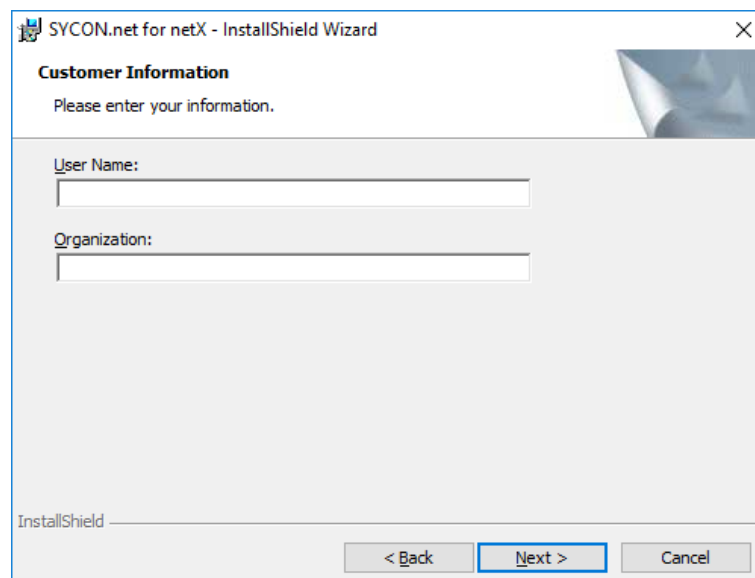 SYCON.net for netX - InstallShield Wizard
Customer Information
Please enter your information.
User Name:
Organization:
InstallShield
< Back Next > Cancel